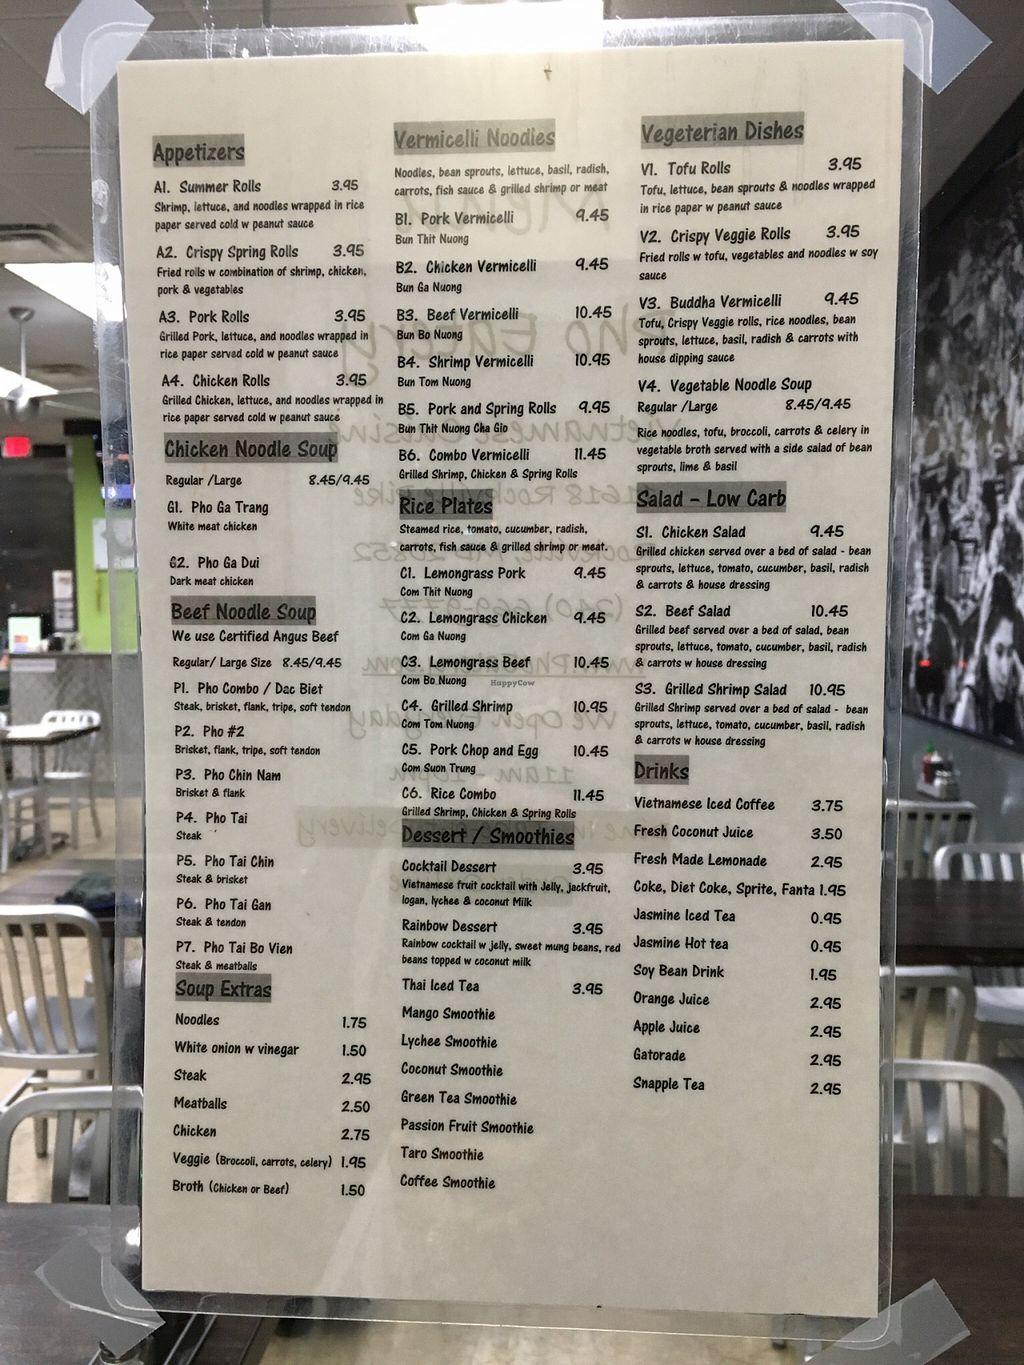 Appetizers
A1. Summer Rolls 3.95
Shrimp, lettuce, and noodles wrapped in rice
paper served cold w peanut sauce
A2. Crispy Spring Rolls 3.95
Fried rolls w combination of shrimp, chicken,
pork & vegetables
A3. Pork Rolls 3.95
Grilled Pork, lettuce, and noodles wrapped in
rice paper served cold w peanut sauce
A4. Chicken Rolls 3.95
Grilled Chicken, lettuce, and noodles wrapped in
rice paper served cold w peanut sauce
Chicken Noodle Soup
Regular /Large 8.45/9.45
G1. Pho Ga Trang
White meat chicken
G2. Pho Ga Dui
Dark meat chicken
Beef Noodle Soup
We use Certified Angus Beef
Regular/ Large Size 8.45/9.45
P1. Pho Combo / Dac Biet
Steak, brisket, flank, tripe, soft tendon
P2. Pho #2
Brisket, flank, tripe, soft tendon
P3. Pho Chin Nam
Brisket & flank
P4. Pho Tai
Steak
P5. Pho Tai Chin
Steak & brisket
P6. Pho Tai Gan
Steak & tendon
P7. Pho Tai Bo Vien
Steak & meatballs
Soup Extras
Noodles 1.75
White onion w vinegar 1.50
Steak 2.95
Meatballs 2.50
Chicken 2.75
Veggie (Broccoli, carrots, celery) 1.95
Broth (Chicken or Beef) 1.50
Vermicelli Noodles
Noodles, bean sprouts, lettuce, basil, radish,
carrots, fish sauce & grilled shrimp or meat
B1. Pork Vermicelli 9.45
Bun Thit Nuong
B2. Chicken Vermicelli 9.45
Bun Ga Nuong
B3. Beef Vermicelli 10.45
Bun Bo Nuong
B4. Shrimp Vermicelli 10.95
Bun Tom Nuong
B5. Pork and Spring Rolls 9.95
Bun Thit Nuong Cha Gio
B6. Combo Vermicelli 11.45
Grilled Shrimp, Chicken & Spring Rolls
Rice Plates
Steamed rice, tomato, cucumber, radish,
carrots, fish sauce & grilled shrimp or meat.
C1. Lemongrass Pork 9.45
Com Thit Nuong
C2. Lemongrass Chicken 9.45
Com Ga Nuong
C3. Lemongrass Beef 10.45
Com Bo Nuong
HappyCow
C4. Grilled Shrimp 10.95
Com Tom Nuong
C5. Pork Chop and Egg 10.45
Com Suon Trung
C6. Rice Combo 11.45
Grilled Shrimp, Chicken & Spring Rolls
Dessert / Smoothies
Cocktail Dessert 3.95
Vietnamese fruit cocktail with Jelly, jackfruit,
logan, lychee & coconut Milk
Rainbow Dessert 3.95
Rainbow cocktail w jelly, sweet mung beans, red
beans topped w coconut milk
Thai Iced Tea 3.95
Mango Smoothie
Lychee Smoothie
Coconut Smoothie
Green Tea Smoothie
Passion Fruit Smoothie
Taro Smoothie
Coffee Smoothie
Vegeterian Dishes
V1. Tofu Rolls 3.95
Tofu, lettuce, bean sprouts & noodles wrapped
in rice paper w peanut sauce
V2. Crispy Veggie Rolls 3.95
Fried rolls w tofu, vegetables and noodles w soy
sauce
V3. Buddha Vermicelli 9.45
Tofu, Crispy Veggie rolls, rice noodles, bean
sprouts, lettuce, basil, radish & carrots with
house dipping sauce
V4. Vegetable Noodle Soup
Regular /Large 8.45/9.45
Rice noodles, tofu, broccoli, carrots & celery in
vegetable broth served with a side salad of bean
sprouts, lime & basil
Salad - Low Carb
S1. Chicken Salad 9.45
Grilled chicken served over a bed of salad - bean
sprouts, lettuce, tomato, cucumber, basil, radish
& carrots & house dressing
S2. Beef Salad 10.45
Grilled beef served over a bed of salad, bean
sprouts, lettuce, tomato, cucumber, basil, radish
& carrots w house dressing
S3. Grilled Shrimp Salad 10.95
Grilled Shrimp served over a bed of salad - bean
sprouts, lettuce, tomato, cucumber, basil, radish
& carrots w house dressing
Drinks
Vietnamese Iced Coffee 3.75
Fresh Coconut Juice 3.50
Fresh Made Lemonade 2.95
Coke, Diet Coke, Sprite, Fanta 1.95
Jasmine Iced Tea 0.95
Jasmine Hot tea 0.95
Soy Bean Drink 1.95
Orange Juice 2.95
Apple Juice 2.95
Gatorade 2.95
Snapple Tea 2.95